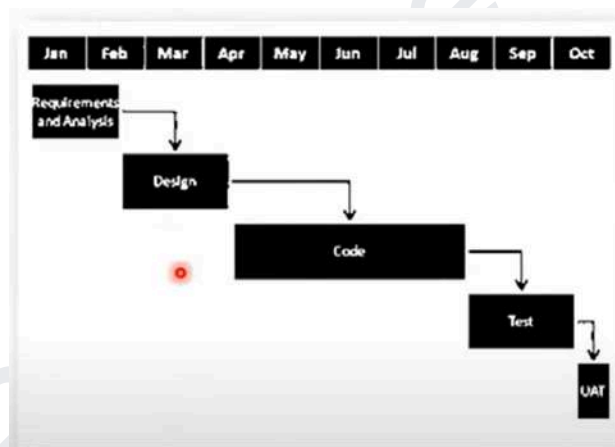 Jan Feb Mar Apr May Jun Jul Aug Sep Oct
Requirements
and Analysis
Design
Code
Test
UAT